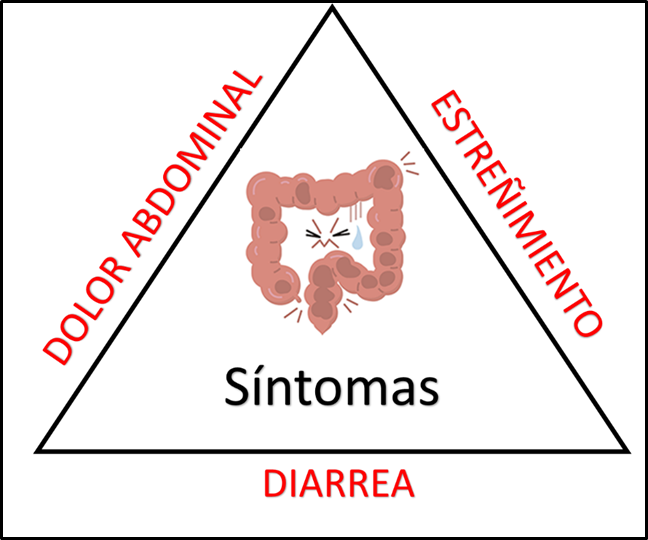 DOLOR ABDOMINAL
ESTREÑIMIENTO
Síntomas
DIARREA